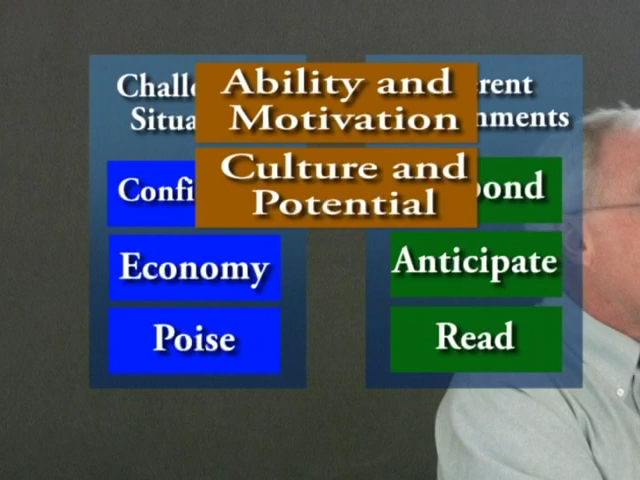 Ability and
Motivation
Culture and
Potential
Economy
Anticipate
Poise
Read